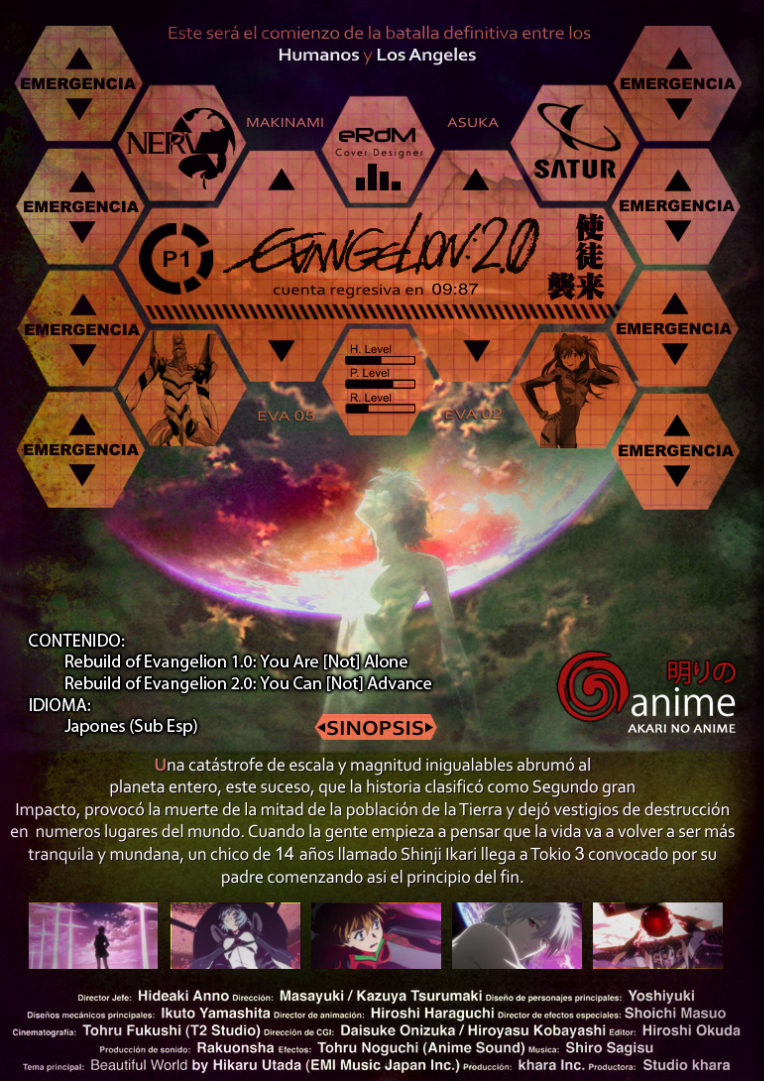 Este será el comienzo de la batalla definitiva entre los
Humanos y Los Angeles
EMERGENCIA
EMERGENCIA
NERV
MAKINAMI
eRdM
Cover Designer
ASUKA
SATUR
EMERGENCIA
EMERGENCIA
P1
EVANGELION:2.0
使徒来襲
cuenta regresiva en 09:87
EMERGENCIA
EMERGENCIA
H. Level
P. Level
R. Level
EVA 05
EVA 02
EMERGENCIA
EMERGENCIA
CONTENIDO:
Rebuild of Evangelion 1.0: You Are [Not] Alone
Rebuild of Evangelion 2.0: You Can [Not] Advance
IDIOMA:
Japones (Sub Esp)
明りの
anime
AKARI NO ANIME
SINOPSIS
Una catástrofe de escala y magnitud inigualables abrumó al
planeta entero, este suceso, que la historia clasificó como Segundo gran
Impacto, provocó la muerte de la mitad de la población de la Tierra y dejó vestigios de destrucción
en numeros lugares del mundo. Cuando la gente empieza a pensar que la vida va a volver a ser más
tranquila y mundana, un chico de 14 años llamado Shinji Ikari llega a Tokio 3 convocado por su
padre comenzando asi el principio del fin.
Director Jefe: Hideaki Anno Dirección: Masayuki / Kazuya Tsurumaki Diseño de personajes principales: Yoshiyuki
Diseños mecánicos principales: Ikuto Yamashita Director de animación: Hiroshi Haraguchi Director de efectos especiales: Shoichi Masuo
Cinematografía: Tohru Fukushi (T2 Studio) Dirección de CGI: Daisuke Onizuka / Hiroyasu Kobayashi Editor: Hiroshi Okuda
Producción de sonido: Rakuonsha Efectos: Tohru Noguchi (Anime Sound) Musica: Shiro Sagisu
Tema principal: Beautiful World by Hikaru Utada (EMI Music Japan Inc.) Producción: khara Inc. Productora: Studio khara